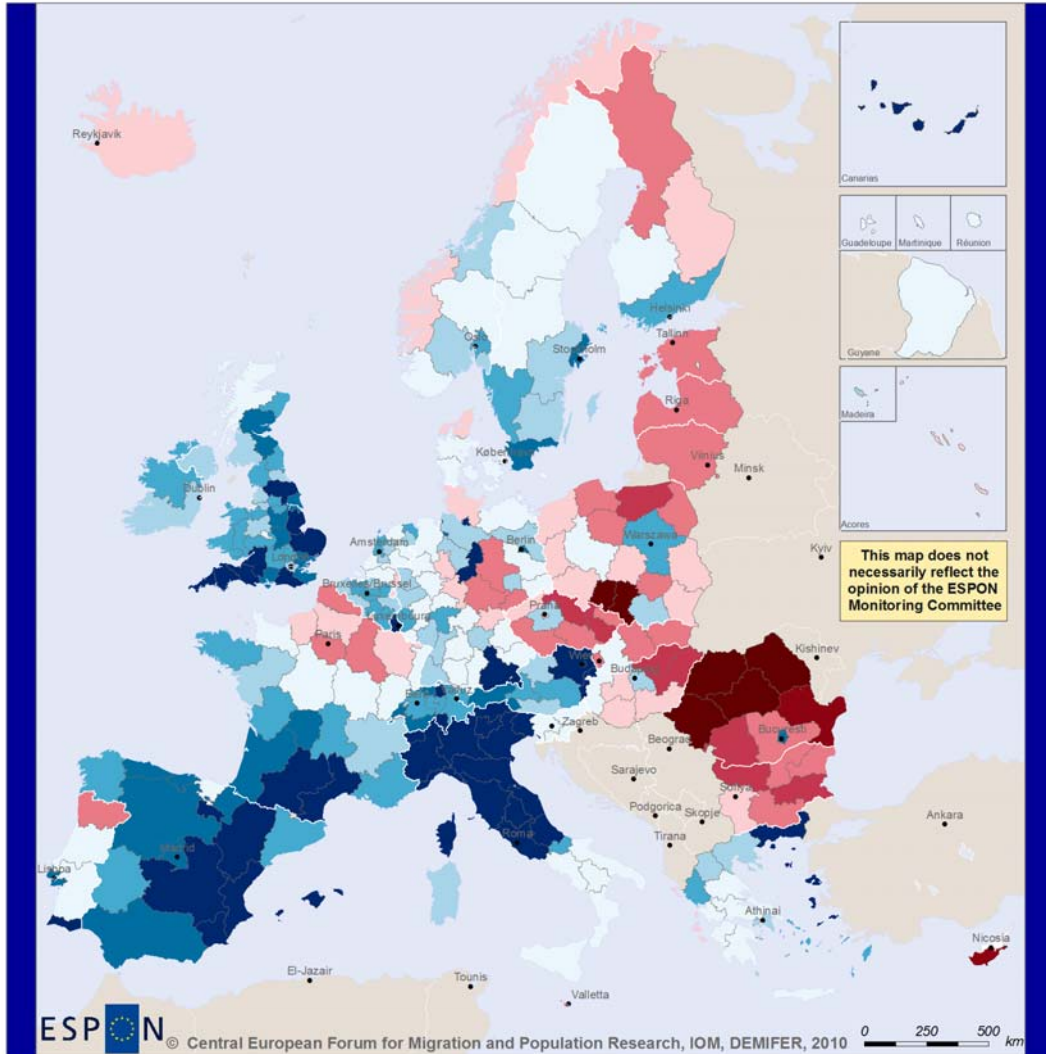 Reykjavik
Canarias
Guadeloupe
Martinique
Réunion
Guyane
Madeira
Acores
Helsinki
Oslo
Stockholm
Tallinn
Riga
Vilnius
Minsk
Dublin
Warszawa
Berlin
Amsterdam
London
Kyiv
Praha
Paris
Kishinev
Zagreb
Beograd
Bucuresti
Sarajevo
Podgorica
Skopje
Sofiya
Tirana
Ankara
Madrid
Roma
Lisboa
Athinai
Nicosia
El-Jazair
Tounis
Valletta
This map does not
necessarily reflect the
opinion of the ESPON
Monitoring Committee
ESPON
© Central European Forum for Migration and Population Research, IOM, DEMIFER, 2010
0 250 500
km